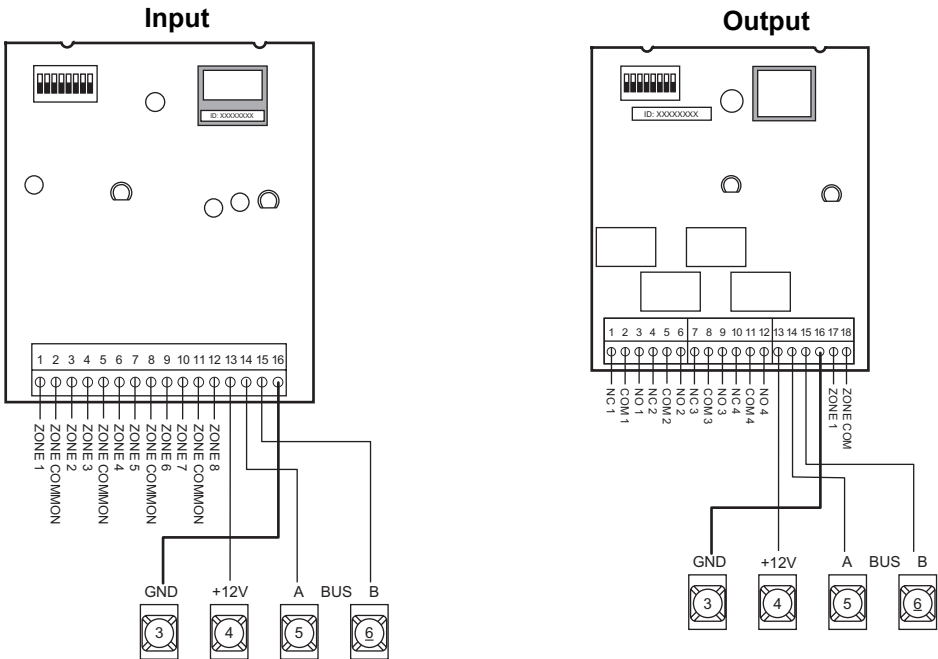 Input
ID: XXXXXXXX
1 2 3 4 5 6 7 8 9 10 11 12 13 14 15 16
ZONE 1
ZONE COMMON
ZONE 2
ZONE 3
ZONE COMMON
ZONE 4
ZONE 5
ZONE COMMON
ZONE 6
ZONE 7
ZONE COMMON
ZONE 8
GND +12V A BUS B
3 4 5 6
Output
ID: XXXXXXXX
1 2 3 4 5 6 7 8 9 10 11 12 13 14 15 16 17 18
NC 1
COM 1
NO 1
NC 2
COM 2
NO 2
NC 3
COM 3
NO 3
NC 4
COM 4
NO 4
ZONE 1
ZONE COM
GND +12V A BUS B
3 4 5 6